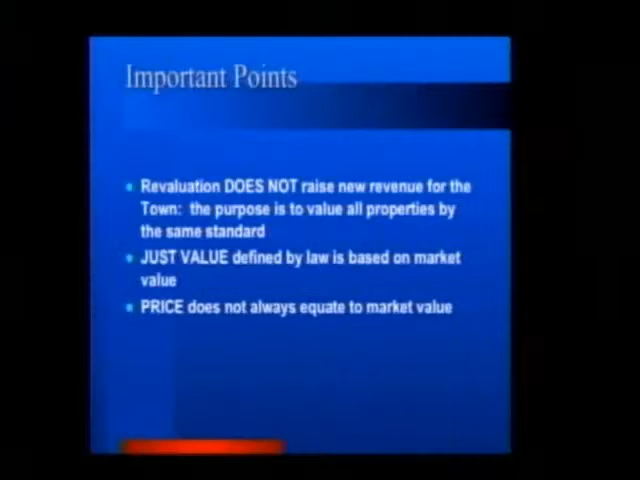 Important Points
Revaluation DOES NOT raise new revenue for the
Town: the purpose is to value all properties by
the same standard
JUST VALUE defined by law is based on market
value
PRICE does not always equate to market value